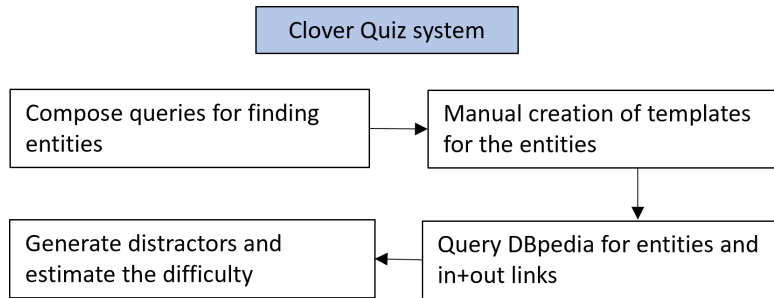 Clover Quiz system
Compose queries for finding
entities
Manual creation of templates
for the entities
Query DBpedia for entities and
in+out links
Generate distractors and
estimate the difficulty